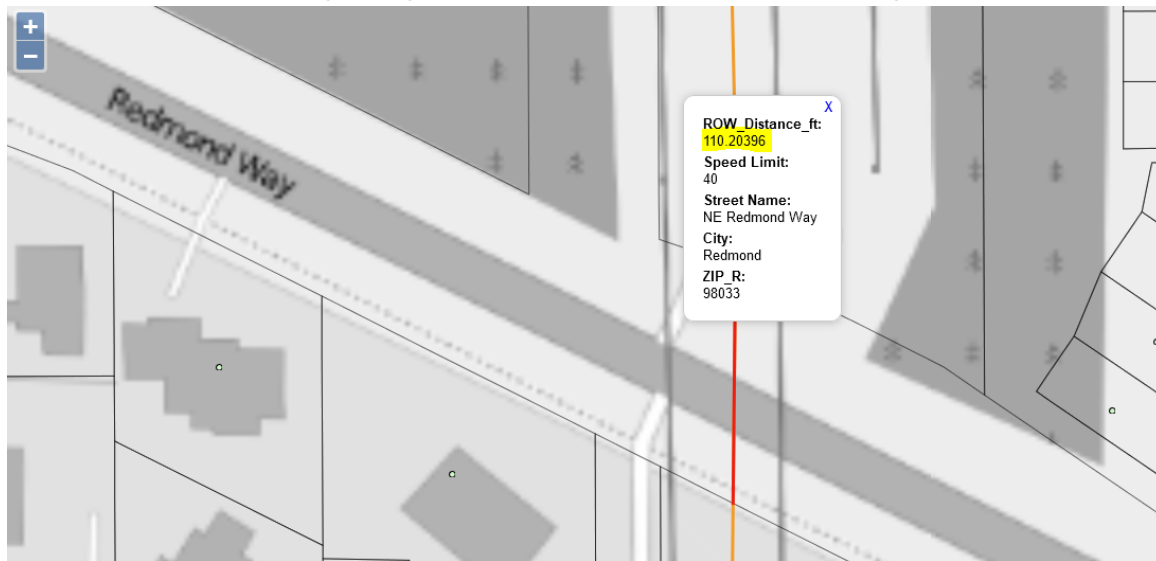 +
−
Redmond Way
X
ROW_Distance_ft:
110.20396
Speed Limit:
40
Street Name:
NE Redmond Way
City:
Redmond
ZIP_R:
98033